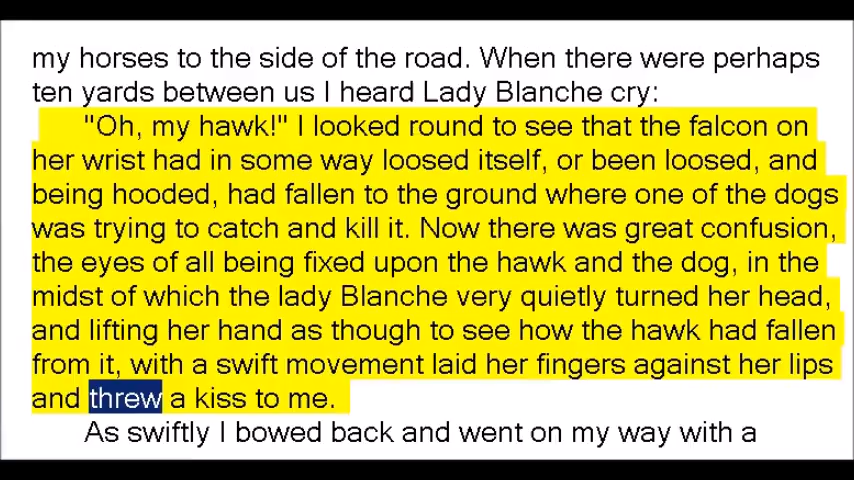 my horses to the side of the road. When there were perhaps
ten yards between us I heard Lady Blanche cry:
"Oh, my hawk!" I looked round to see that the falcon on
her wrist had in some way loosed itself, or been loosed, and
being hooded, had fallen to the ground where one of the dogs
was trying to catch and kill it. Now there was great confusion,
the eyes of all being fixed upon the hawk and the dog, in the
midst of which the lady Blanche very quietly turned her head,
and lifting her hand as though to see how the hawk had fallen
from it, with a swift movement laid her fingers against her lips
and threw a kiss to me.
As swiftly I bowed back and went on my way with a